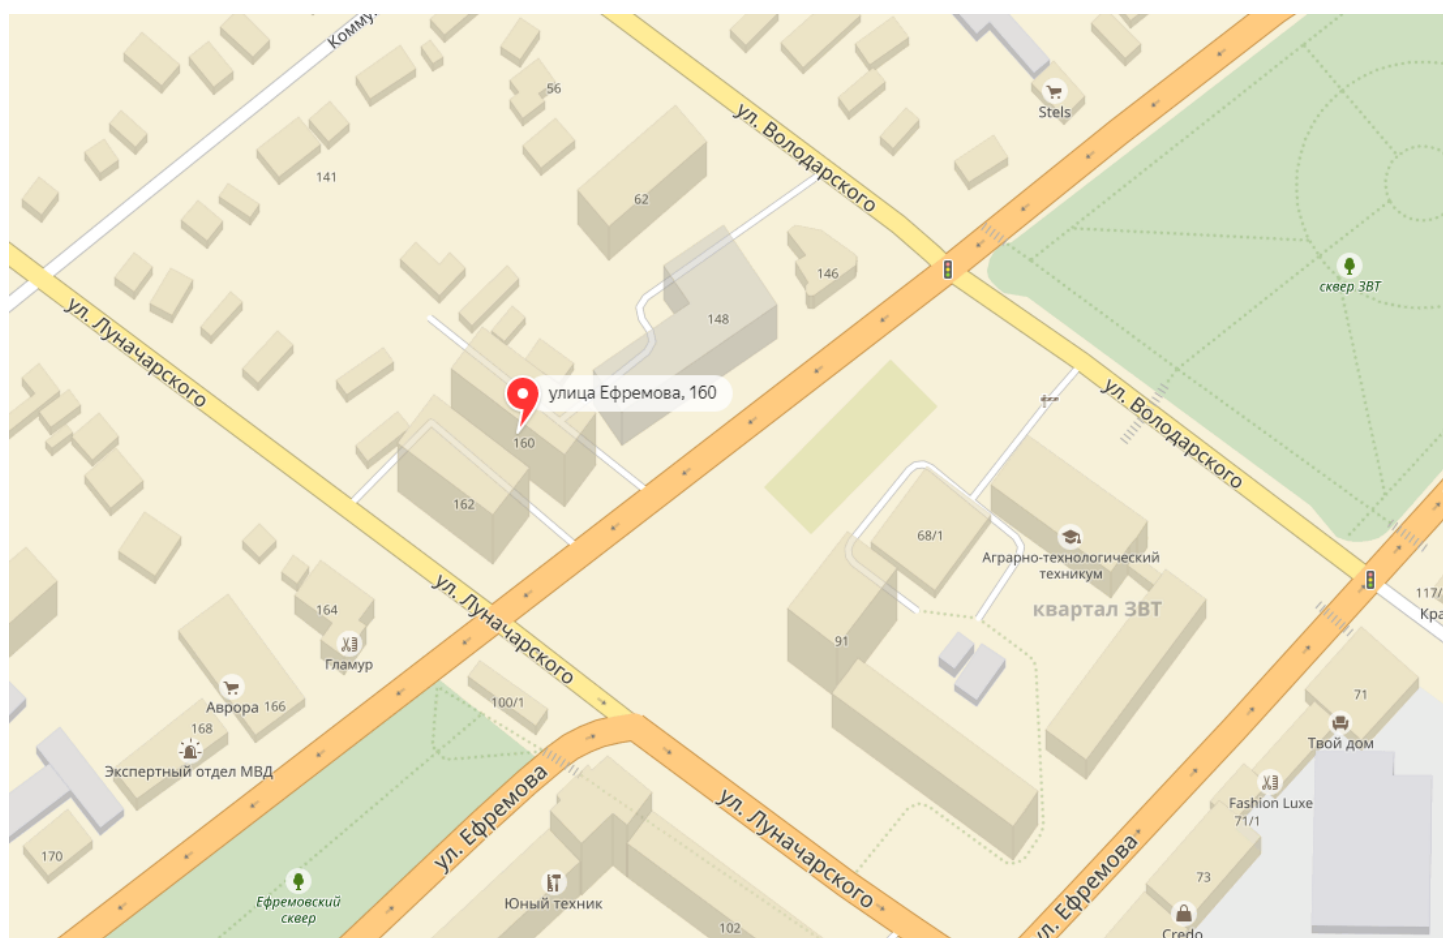 Комму
56
ул. Володарского
Stels
141
62
146
сквер ЗВТ
148
ул. Луначарского
улица Ефремова, 160
160
ул. Володарского
162
68/1
Аграрно-технологический
техникум
квартал ЗВТ
ул. Луначарского
164
Гламур
91
117/
Кра
Аврора 166
100/1
71
168
Твой дом
Экспертный отдел МВД
ул. Ефремова
ул. Луначарского
Fashion Luxe
71/1
170
73
ул. Ефремова
Юный техник
Ефремовский
сквер
102
Credo